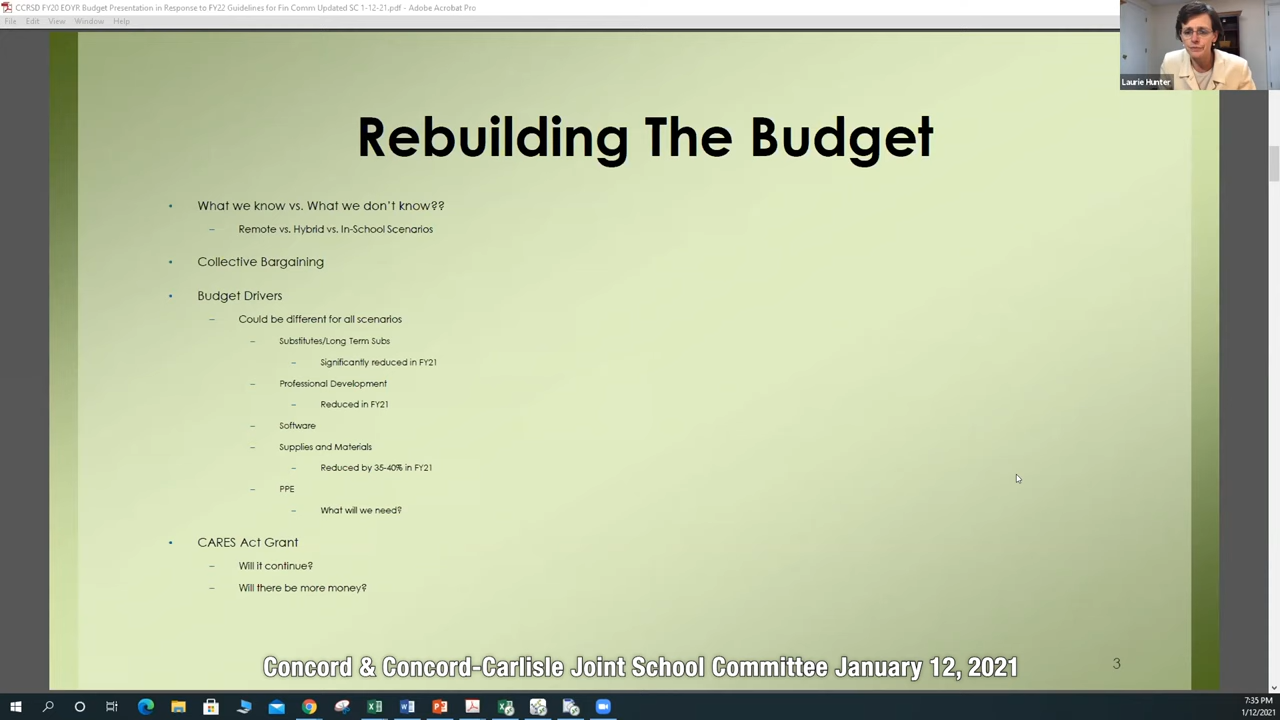 CCRSD FY20 EOYR Budget Presentation in Response to FY22 Guidelines for Fin Comm Updated SC 1-12-21.pdf - Adobe Acrobat Pro
File Edit View Window Help
Laurie Hunter
Rebuilding The Budget
• What we know vs. What we don't know??
– Remote vs. Hybrid vs. In-School Scenarios
• Collective Bargaining
• Budget Drivers
– Could be different for all scenarios
– Substitutes/Long Term Subs
– Significantly reduced in FY21
– Professional Development
– Reduced in FY21
– Software
– Supplies and Materials
– Reduced by 35-40% in FY21
– PPE
– What will we need?
• CARES Act Grant
– Will it continue?
– Will there be more money?
Concord & Concord-Carlisle Joint School Committee January 12, 2021
3
7:35 PM
1/12/2021